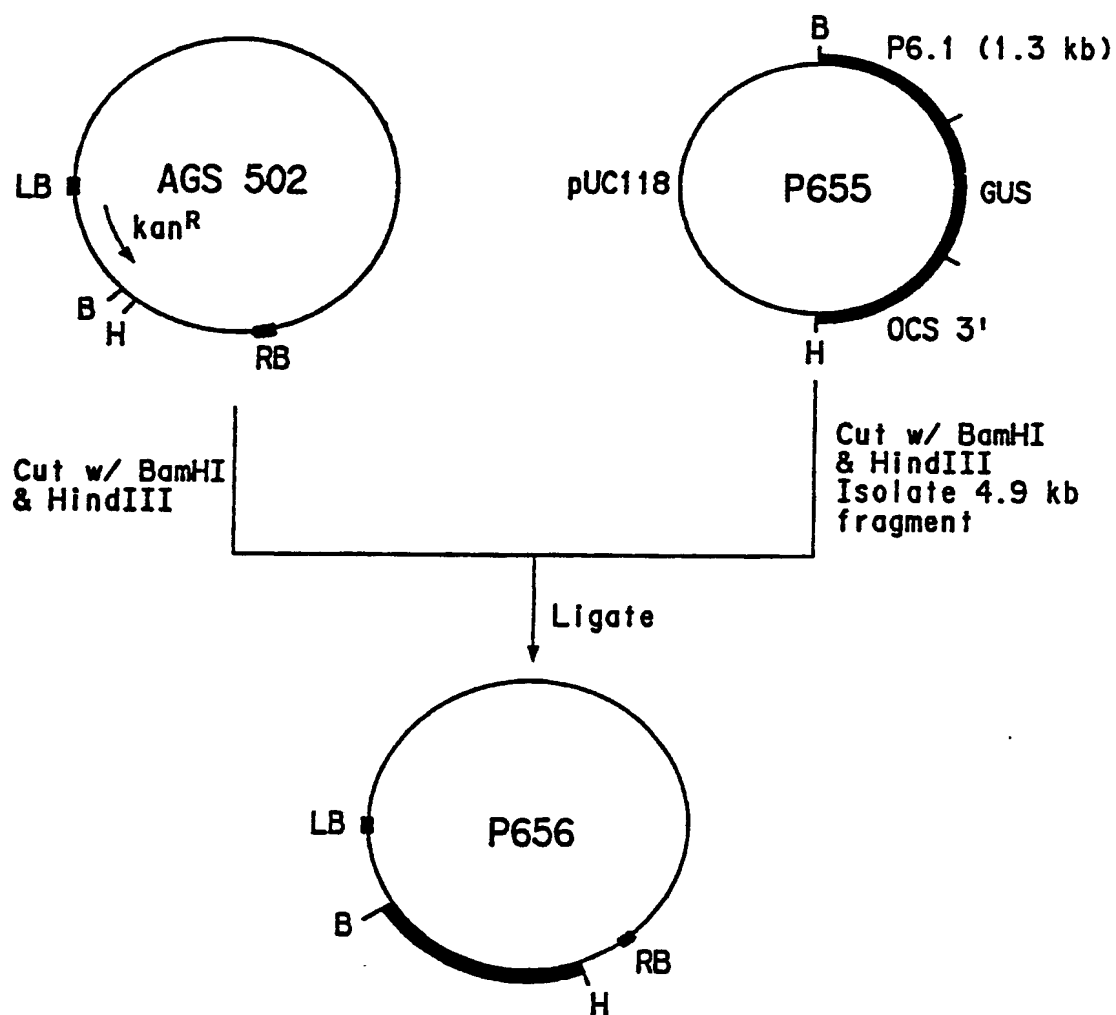 AGS 502
LB
kanR
B
H
RB
B
P6.1 (1.3 kb)
pUC118
P655
GUS
OCS 3'
H
Cut w/ BamHI
& HindIII
Cut w/ BamHI
& HindIII
Isolate 4.9 kb
fragment
Ligate
LB
P656
B
RB
H